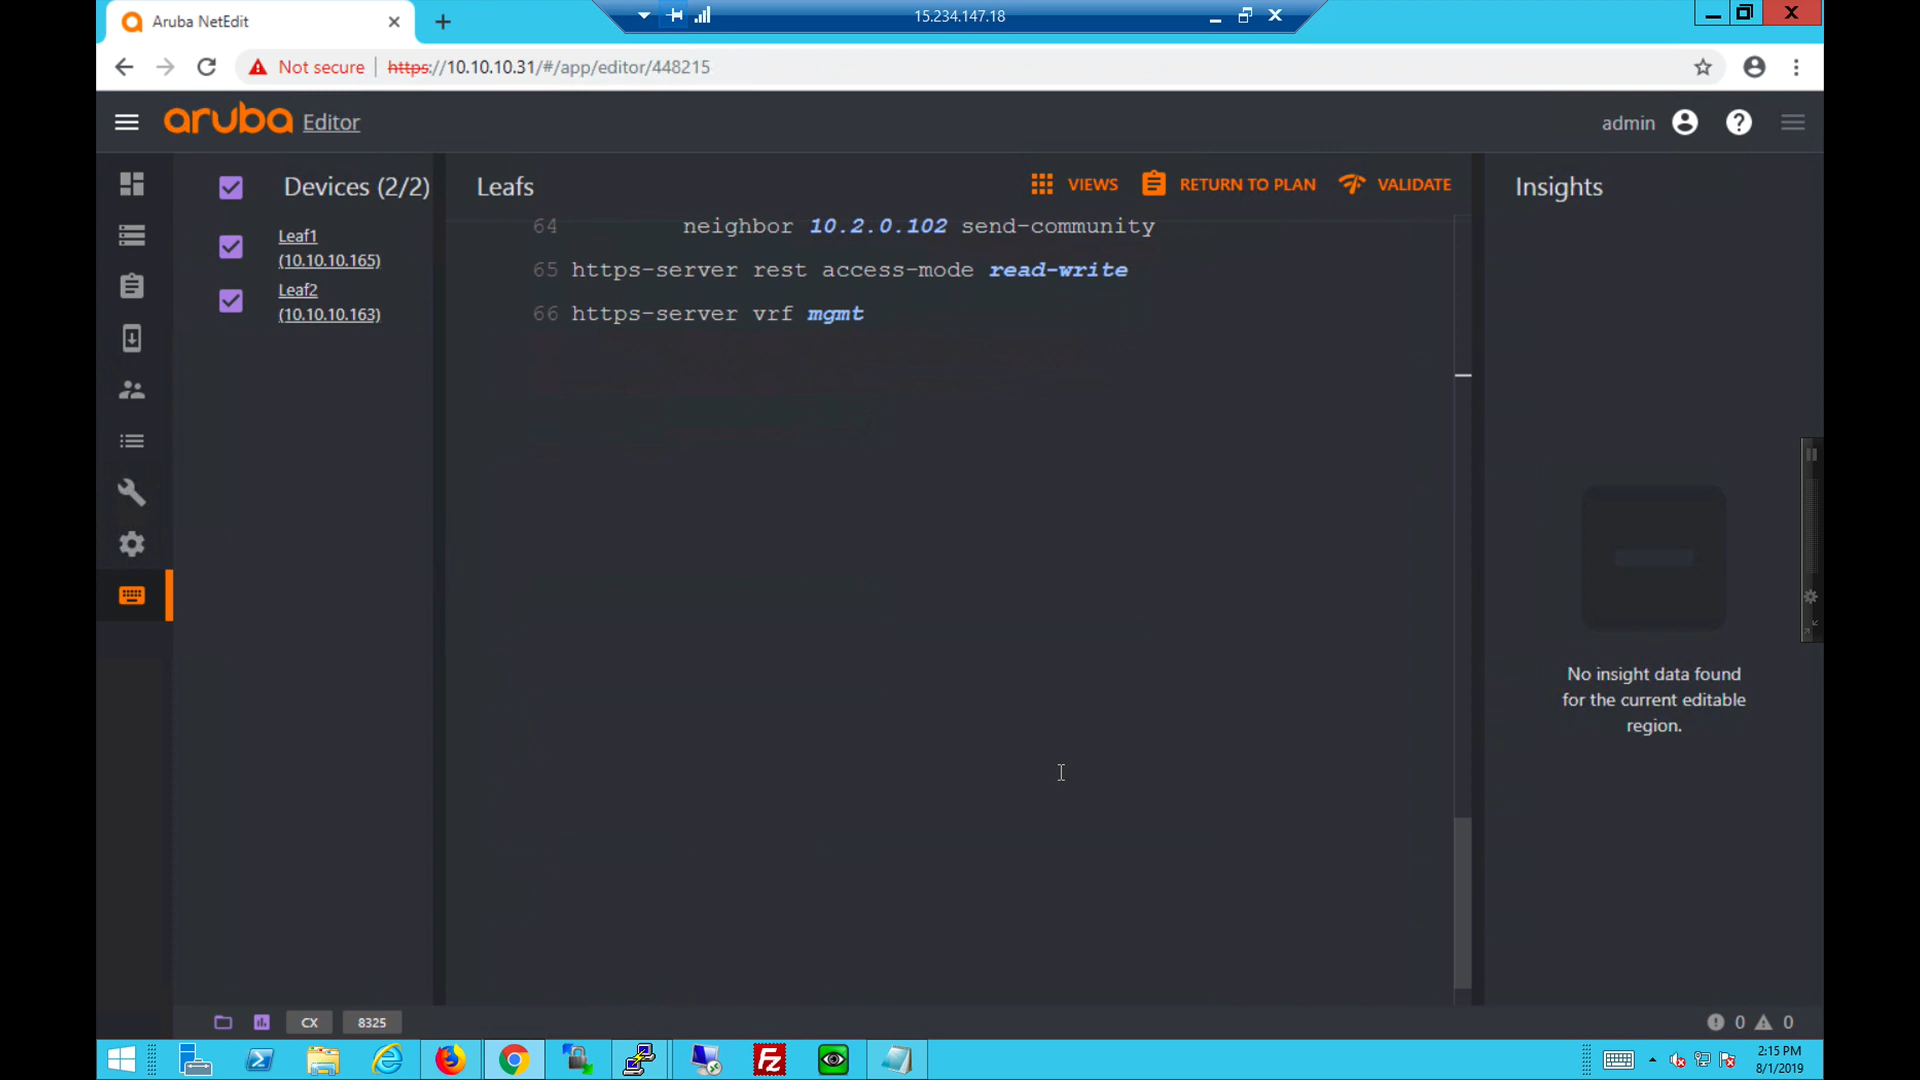 Aruba NetEdit
15.234.147.18
Not secure
https://10.10.10.31/#/app/editor/448215
aruba Editor
admin
Devices (2/2)
Leaf1
(10.10.10.165)
Leaf2
(10.10.10.163)
Leafs
VIEWS
RETURN TO PLAN
VALIDATE
64 neighbor 10.2.0.102 send-community
65 https-server rest access-mode read-write
66 https-server vrf mgmt
Insights
No insight data found
for the current editable
region.
CX
8325
0
0
2:15 PM
8/1/2019